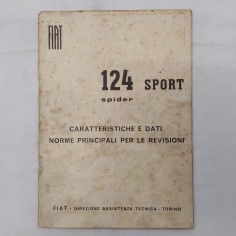 FIAT
124 SPORT
spider
CARATTERISTICHE E DATI
NORME PRINCIPALI PER LE REVISIONI
FIAT - DIREZIONE ASSISTENZA TECNICA - TORINO